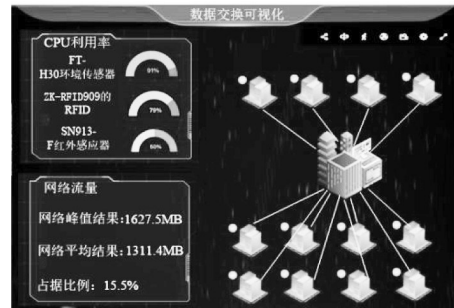 数据交换可视化
CPU利用率
FT-
H30环境传感器
ZK-RFID909的
RFID
79%
SN913-
F红外感应器
网络流量
网络峰值结果:1627.5MB
网络平均结果:1311.4MB
占据比例:15.5%